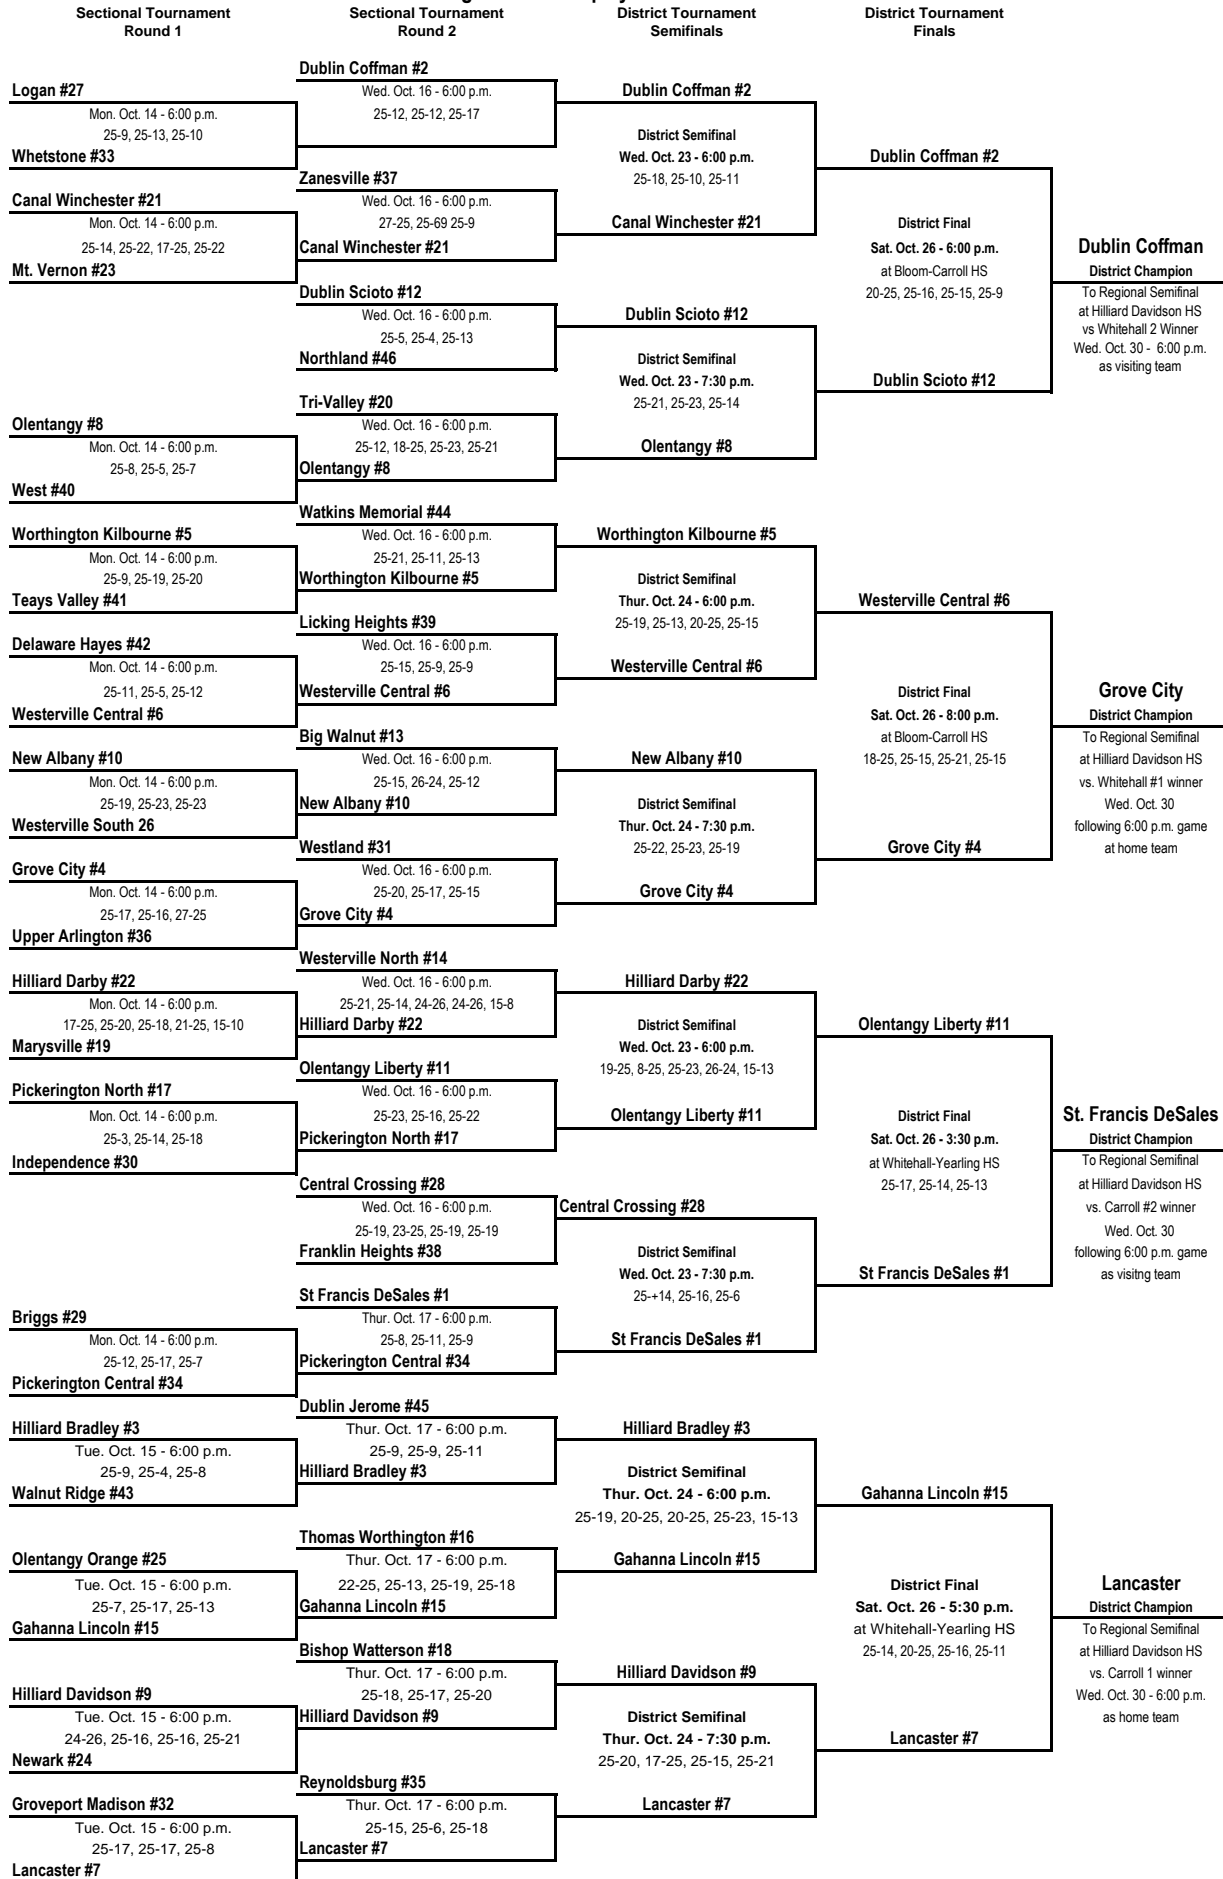 Sectional Tournament
Round 1
Sectional Tournament
Round 2
District Tournament
Semifinals
District Tournament
Finals
Logan #27
Mon. Oct. 14 - 6:00 p.m.
25-9, 25-13, 25-10
Whetstone #33
Canal Winchester #21
Mon. Oct. 14 - 6:00 p.m.
25-14, 25-22, 17-25, 25-22
Mt. Vernon #23
Olentangy #8
Mon. Oct. 14 - 6:00 p.m.
25-8, 25-5, 25-7
West #40
Worthington Kilbourne #5
Mon. Oct. 14 - 6:00 p.m.
25-9, 25-19, 25-20
Teays Valley #41
Delaware Hayes #42
Mon. Oct. 14 - 6:00 p.m.
25-11, 25-5, 25-12
Westerville Central #6
New Albany #10
Mon. Oct. 14 - 6:00 p.m.
25-19, 25-23, 25-23
Westerville South 26
Grove City #4
Mon. Oct. 14 - 6:00 p.m.
25-17, 25-16, 27-25
Upper Arlington #36
Hilliard Darby #22
Mon. Oct. 14 - 6:00 p.m.
17-25, 25-20, 25-18, 21-25, 15-10
Marysville #19
Pickerington North #17
Mon. Oct. 14 - 6:00 p.m.
25-3, 25-14, 25-18
Independence #30
Briggs #29
Mon. Oct. 14 - 6:00 p.m.
25-12, 25-17, 25-7
Pickerington Central #34
Hilliard Bradley #3
Tue. Oct. 15 - 6:00 p.m.
25-9, 25-4, 25-8
Walnut Ridge #43
Olentangy Orange #25
Tue. Oct. 15 - 6:00 p.m.
25-7, 25-17, 25-13
Gahanna Lincoln #15
Hilliard Davidson #9
Tue. Oct. 15 - 6:00 p.m.
24-26, 25-16, 25-16, 25-21
Newark #24
Groveport Madison #32
Tue. Oct. 15 - 6:00 p.m.
25-17, 25-17, 25-8
Lancaster #7
Dublin Coffman #2
Wed. Oct. 16 - 6:00 p.m.
25-12, 25-12, 25-17
Zanesville #37
Wed. Oct. 16 - 6:00 p.m.
27-25, 25-69 25-9
Canal Winchester #21
Dublin Scioto #12
Wed. Oct. 16 - 6:00 p.m.
25-5, 25-4, 25-13
Northland #46
Tri-Valley #20
Wed. Oct. 16 - 6:00 p.m.
25-12, 18-25, 25-23, 25-21
Olentangy #8
Watkins Memorial #44
Wed. Oct. 16 - 6:00 p.m.
25-21, 25-11, 25-13
Worthington Kilbourne #5
Licking Heights #39
Wed. Oct. 16 - 6:00 p.m.
25-15, 25-9, 25-9
Westerville Central #6
Big Walnut #13
Wed. Oct. 16 - 6:00 p.m.
25-15, 26-24, 25-12
New Albany #10
Westland #31
Wed. Oct. 16 - 6:00 p.m.
25-20, 25-17, 25-15
Grove City #4
Westerville North #14
Wed. Oct. 16 - 6:00 p.m.
25-21, 25-14, 24-26, 24-26, 15-8
Hilliard Darby #22
Olentangy Liberty #11
Wed. Oct. 16 - 6:00 p.m.
25-23, 25-16, 25-22
Pickerington North #17
Central Crossing #28
Wed. Oct. 16 - 6:00 p.m.
25-19, 23-25, 25-19, 25-19
Franklin Heights #38
St Francis DeSales #1
Thur. Oct. 17 - 6:00 p.m.
25-8, 25-11, 25-9
Pickerington Central #34
Dublin Jerome #45
Thur. Oct. 17 - 6:00 p.m.
25-9, 25-9, 25-11
Hilliard Bradley #3
Thomas Worthington #16
Thur. Oct. 17 - 6:00 p.m.
22-25, 25-13, 25-19, 25-18
Gahanna Lincoln #15
Bishop Watterson #18
Thur. Oct. 17 - 6:00 p.m.
25-18, 25-17, 25-20
Hilliard Davidson #9
Reynoldsburg #35
Thur. Oct. 17 - 6:00 p.m.
25-15, 25-6, 25-18
Lancaster #7
Dublin Coffman #2
District Semifinal
Wed. Oct. 23 - 6:00 p.m.
25-18, 25-10, 25-11
Canal Winchester #21
Dublin Scioto #12
District Semifinal
Wed. Oct. 23 - 7:30 p.m.
25-21, 25-23, 25-14
Olentangy #8
Worthington Kilbourne #5
District Semifinal
Thur. Oct. 24 - 6:00 p.m.
25-19, 25-13, 20-25, 25-15
Westerville Central #6
New Albany #10
District Semifinal
Thur. Oct. 24 - 7:30 p.m.
25-22, 25-23, 25-19
Grove City #4
Hilliard Darby #22
District Semifinal
Wed. Oct. 23 - 6:00 p.m.
19-25, 8-25, 25-23, 26-24, 15-13
Olentangy Liberty #11
Central Crossing #28
District Semifinal
Wed. Oct. 23 - 7:30 p.m.
25-+14, 25-16, 25-6
St Francis DeSales #1
Hilliard Bradley #3
District Semifinal
Thur. Oct. 24 - 6:00 p.m.
25-19, 20-25, 20-25, 25-23, 15-13
Gahanna Lincoln #15
Hilliard Davidson #9
District Semifinal
Thur. Oct. 24 - 7:30 p.m.
25-20, 17-25, 25-15, 25-21
Lancaster #7
Dublin Coffman #2
District Final
Sat. Oct. 26 - 6:00 p.m.
at Bloom-Carroll HS
20-25, 25-16, 25-15, 25-9
Dublin Scioto #12
Westerville Central #6
District Final
Sat. Oct. 26 - 8:00 p.m.
at Bloom-Carroll HS
18-25, 25-15, 25-21, 25-15
Grove City #4
Olentangy Liberty #11
District Final
Sat. Oct. 26 - 3:30 p.m.
at Whitehall-Yearling HS
25-17, 25-14, 25-13
St Francis DeSales #1
Gahanna Lincoln #15
District Final
Sat. Oct. 26 - 5:30 p.m.
at Whitehall-Yearling HS
25-14, 20-25, 25-16, 25-11
Lancaster #7
Dublin Coffman
District Champion
To Regional Semifinal
at Hilliard Davidson HS
vs Whitehall 2 Winner
Wed. Oct. 30 - 6:00 p.m.
as visiting team
Grove City
District Champion
To Regional Semifinal
at Hilliard Davidson HS
vs. Whitehall #1 winner
Wed. Oct. 30
following 6:00 p.m. game
at home team
St. Francis DeSales
District Champion
To Regional Semifinal
at Hilliard Davidson HS
vs. Carroll #2 winner
Wed. Oct. 30
following 6:00 p.m. game
as visitng team
Lancaster
District Champion
To Regional Semifinal
at Hilliard Davidson HS
vs. Carroll 1 winner
Wed. Oct. 30 - 6:00 p.m.
as home team